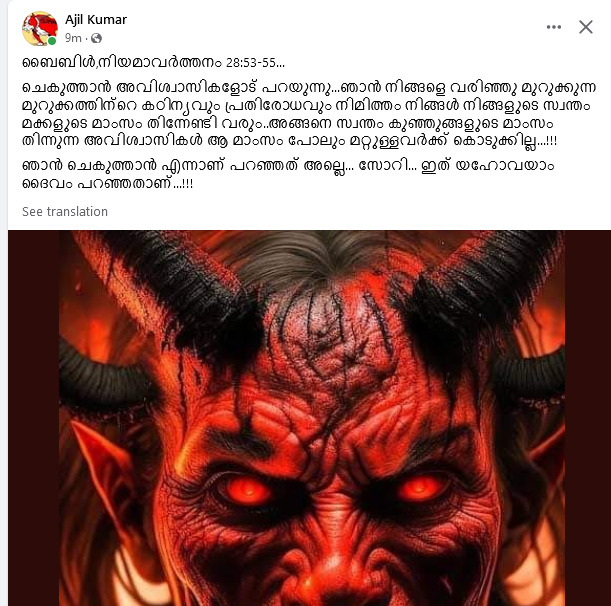 Ajil Kumar
9m ·
ബൈബിൾ,നിയമാവർത്തനം 28:53-55...
ചെകുത്താൻ അവിശ്വാസികളോട് പറയുന്നു...ഞാൻ നിങ്ങളെ വരിഞ്ഞു മുറുക്കുന്ന
മുറുക്കത്തിന്റെ കഠിന്യവും പ്രതിരോധവും നിമിത്തം നിങ്ങൾ നിങ്ങളുടെ സ്വന്തം
മക്കളുടെ മാംസം തിന്നേണ്ടി വരും..അങ്ങനെ സ്വന്തം കുഞ്ഞുങ്ങളുടെ മാംസം
തിന്നുന്ന അവിശ്വാസികൾ ആ മാംസം പോലും മറ്റുള്ളവർക്ക് കൊടുക്കില്ല...!!!
ഞാൻ ചെകുത്താൻ എന്നാണ് പറഞ്ഞത് അല്ലെ... സോറി... ഇത് യഹോവയാം
ദൈവം പറഞ്ഞതാണ്...!!!
See translation